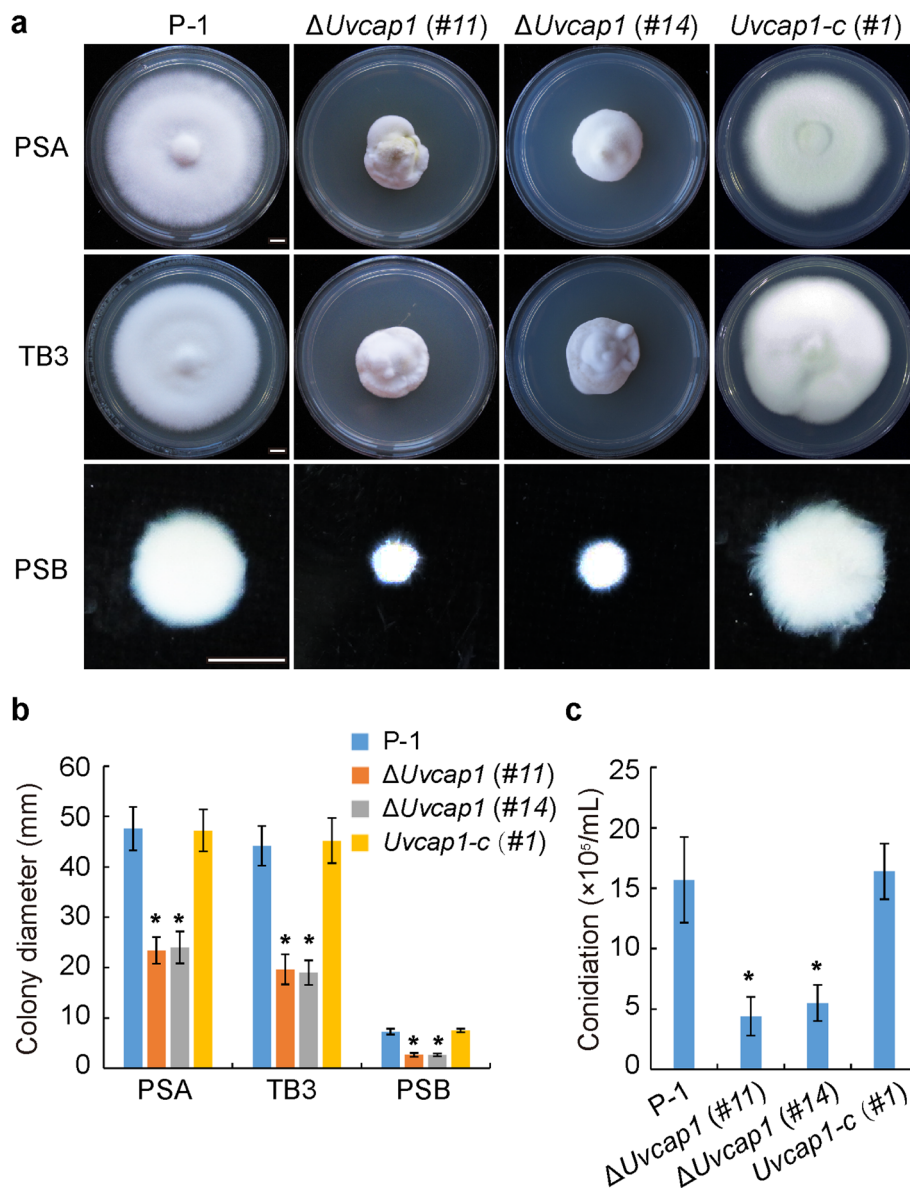 a
P-1 ΔUvcap1 (#11) ΔUvcap1 (#14) Uvcap1-c (#1)
PSA
TB3
PSB
b
P-1
ΔUvcap1 (#11)
ΔUvcap1 (#14)
Uvcap1-c (#1)
Colony diameter (mm)
60
50
40
30
20
10
0
* *
* *
* *
PSA TB3 PSB
c
Conidiation (×10⁵/mL)
25
20
15
10
5
0
* *
P-1
ΔUvcap1 (#11)
ΔUvcap1 (#14)
Uvcap1-c (#1)